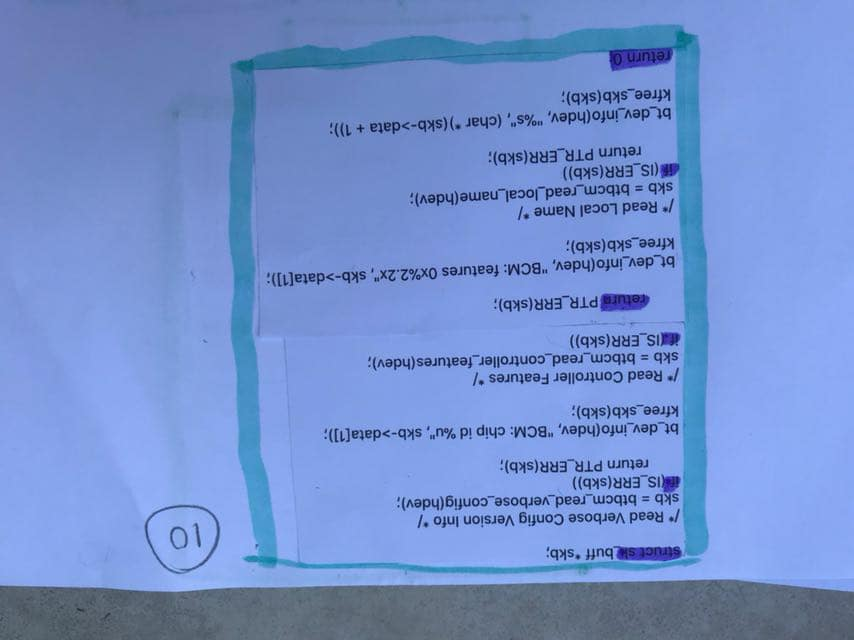 struct sk_buff *skb;
/* Read Verbose Config Version Info */
skb = btbcm_read_verbose_config(hdev);
if (IS_ERR(skb))
return PTR_ERR(skb);
bt_dev_info(hdev, "BCM: chip id %u", skb->data[1]);
kfree_skb(skb);
/* Read Controller Features */
skb = btbcm_read_controller_features(hdev);
if (IS_ERR(skb))
return PTR_ERR(skb);
bt_dev_info(hdev, "BCM: features 0x%2.2x", skb->data[1]);
kfree_skb(skb);
/* Read Local Name */
skb = btbcm_read_local_name(hdev);
if (IS_ERR(skb))
return PTR_ERR(skb);
bt_dev_info(hdev, "%s", (char *)(skb->data + 1));
kfree_skb(skb);
return 0;
10